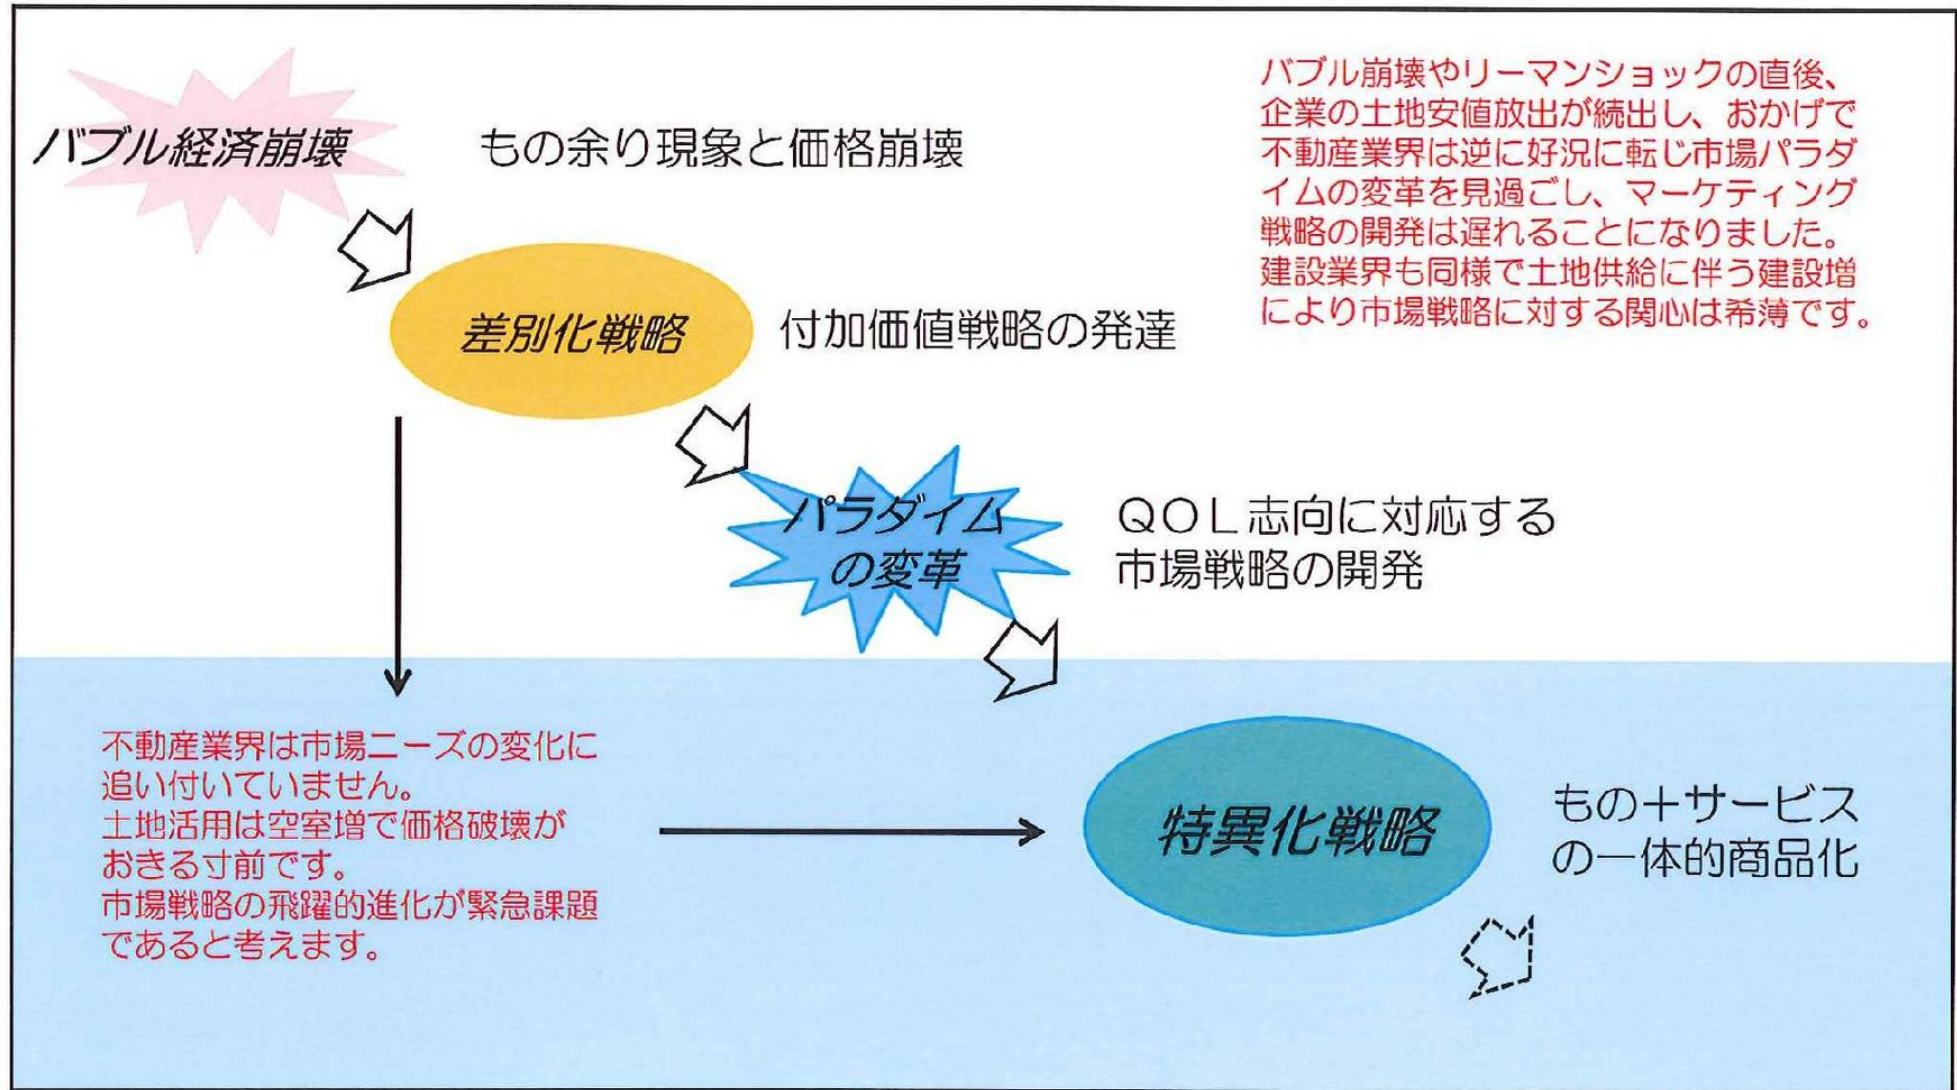 バブル経済崩壊
もの余り現象と価格崩壊
バブル崩壊やリーマンショックの直後、
企業の土地安値放出が続出し、おかげで
不動産業界は逆に好況に転じ市場パラダ
イムの変革を見過ごし、マーケティング
戦略の開発は遅れることになりました。
建設業界も同様で土地供給に伴う建設増
により市場戦略に対する関心は希薄です。
差別化戦略
付加価値戦略の発達
パラダイム
の変革
QOL志向に対応する
市場戦略の開発
不動産業界は市場ニーズの変化に
追い付いていません。
土地活用は空室増で価格破壊が
おきる寸前です。
市場戦略の飛躍的進化が緊急課題
であると考えます。
特異化戦略
もの+サービス
の一体的商品化